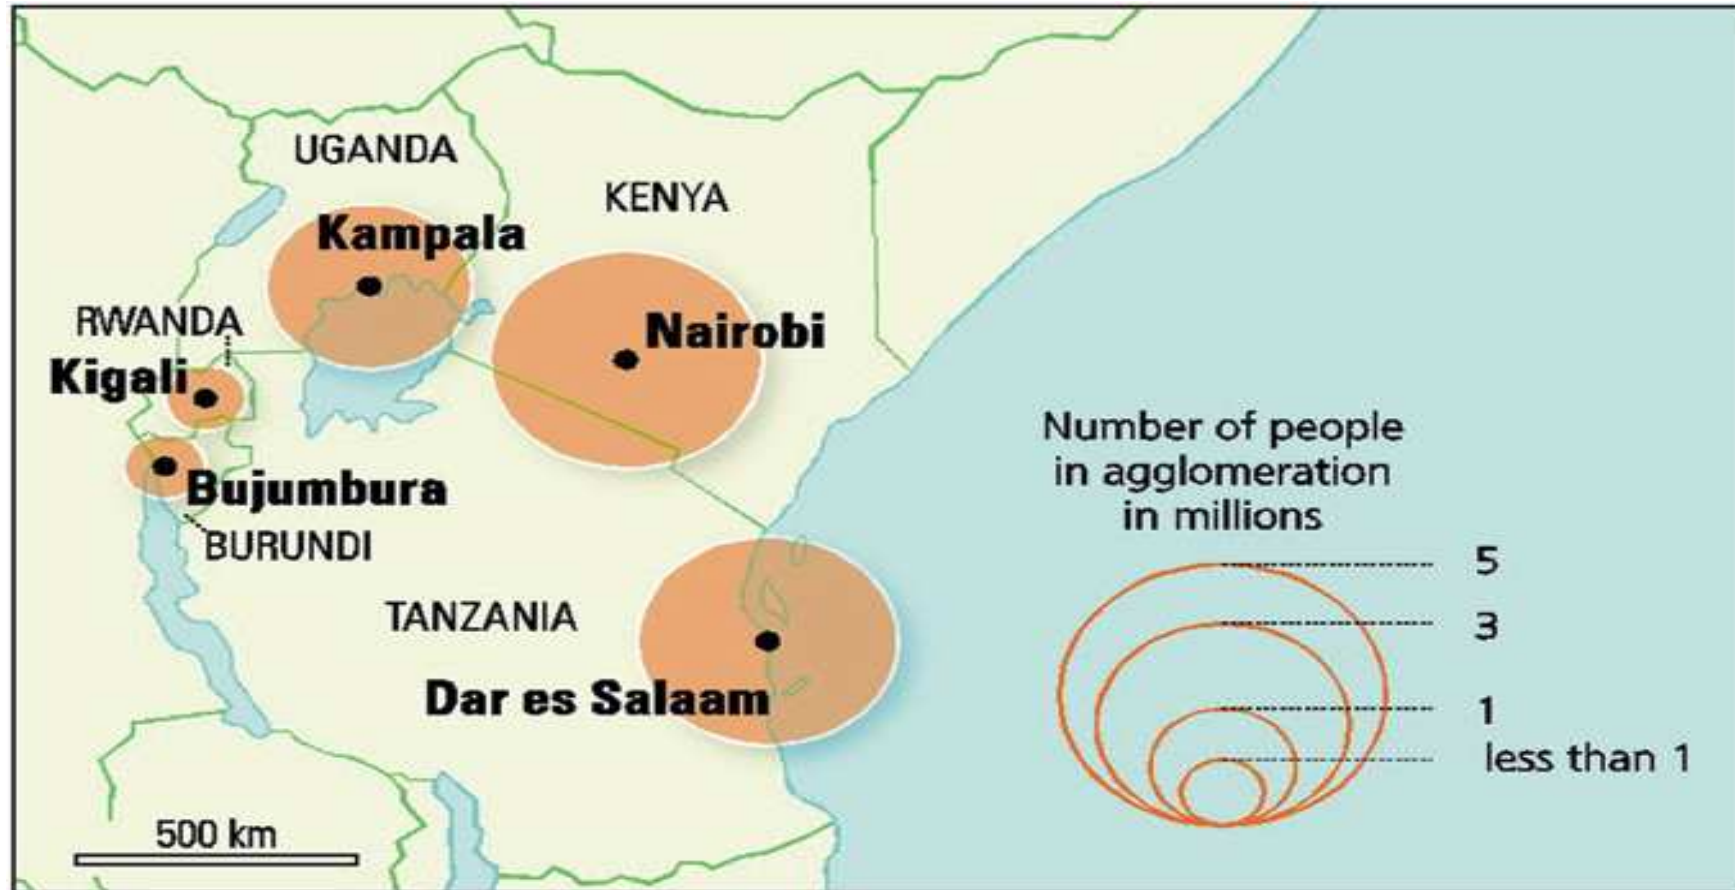 UGANDA
KENYA
Kampala
RWANDA
Nairobi
Kigali
Bujumbura
BURUNDI
TANZANIA
Dar es Salaam
500 km
Number of people
in agglomeration
in millions
5
3
1
less than 1